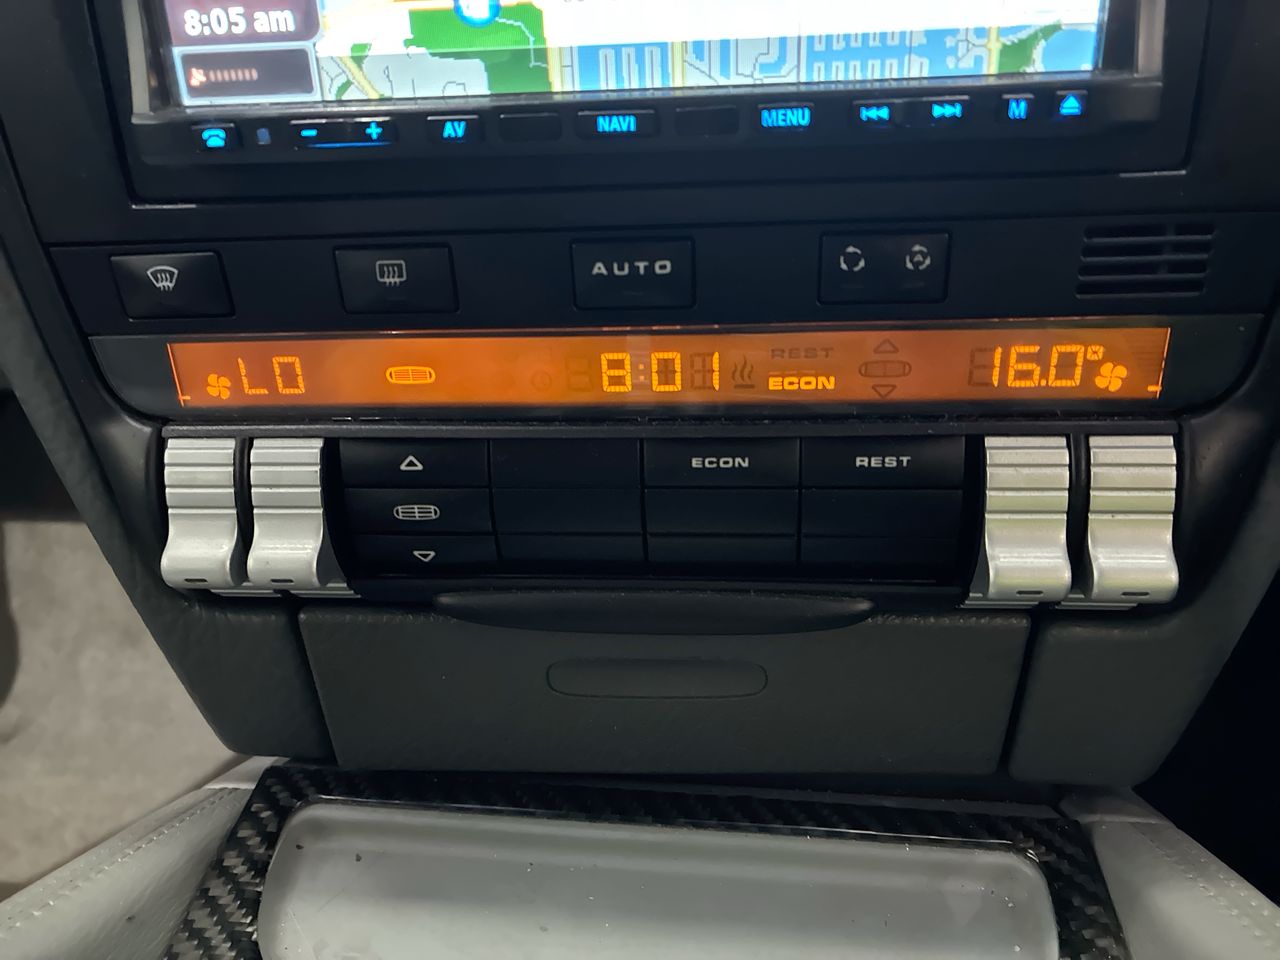 8:05 am
AV NAVI MENU M
AUTO
A
LO 8:01 REST ECON 16.0°
ECON REST